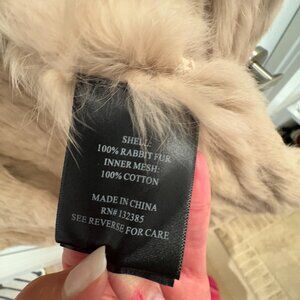 SHELL:
100% RABBIT FUR
INNER MESH:
100% COTTON
MADE IN CHINA
RN# 132385
SEE REVERSE FOR CARE